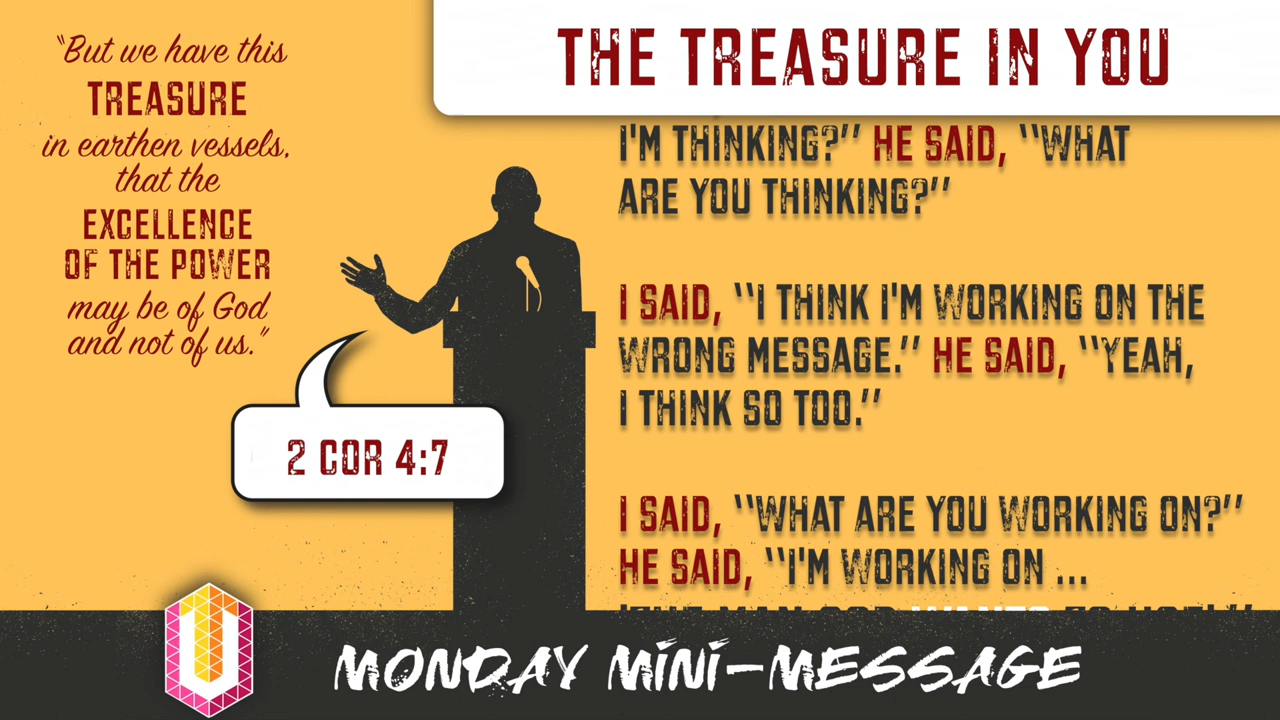 THE TREASURE IN YOU
“But we have this
TREASURE
in earthen vessels,
that the
EXCELLENCE
OF THE POWER
may be of God
and not of us.”
2 COR 4:7
I'M THINKING?” HE SAID, “WHAT
ARE YOU THINKING?”
I SAID, “I THINK I'M WORKING ON THE
WRONG MESSAGE.” HE SAID, “YEAH,
I THINK SO TOO.”
I SAID, “WHAT ARE YOU WORKING ON?”
HE SAID, “I'M WORKING ON ...
MONDAY MINI-MESSAGE